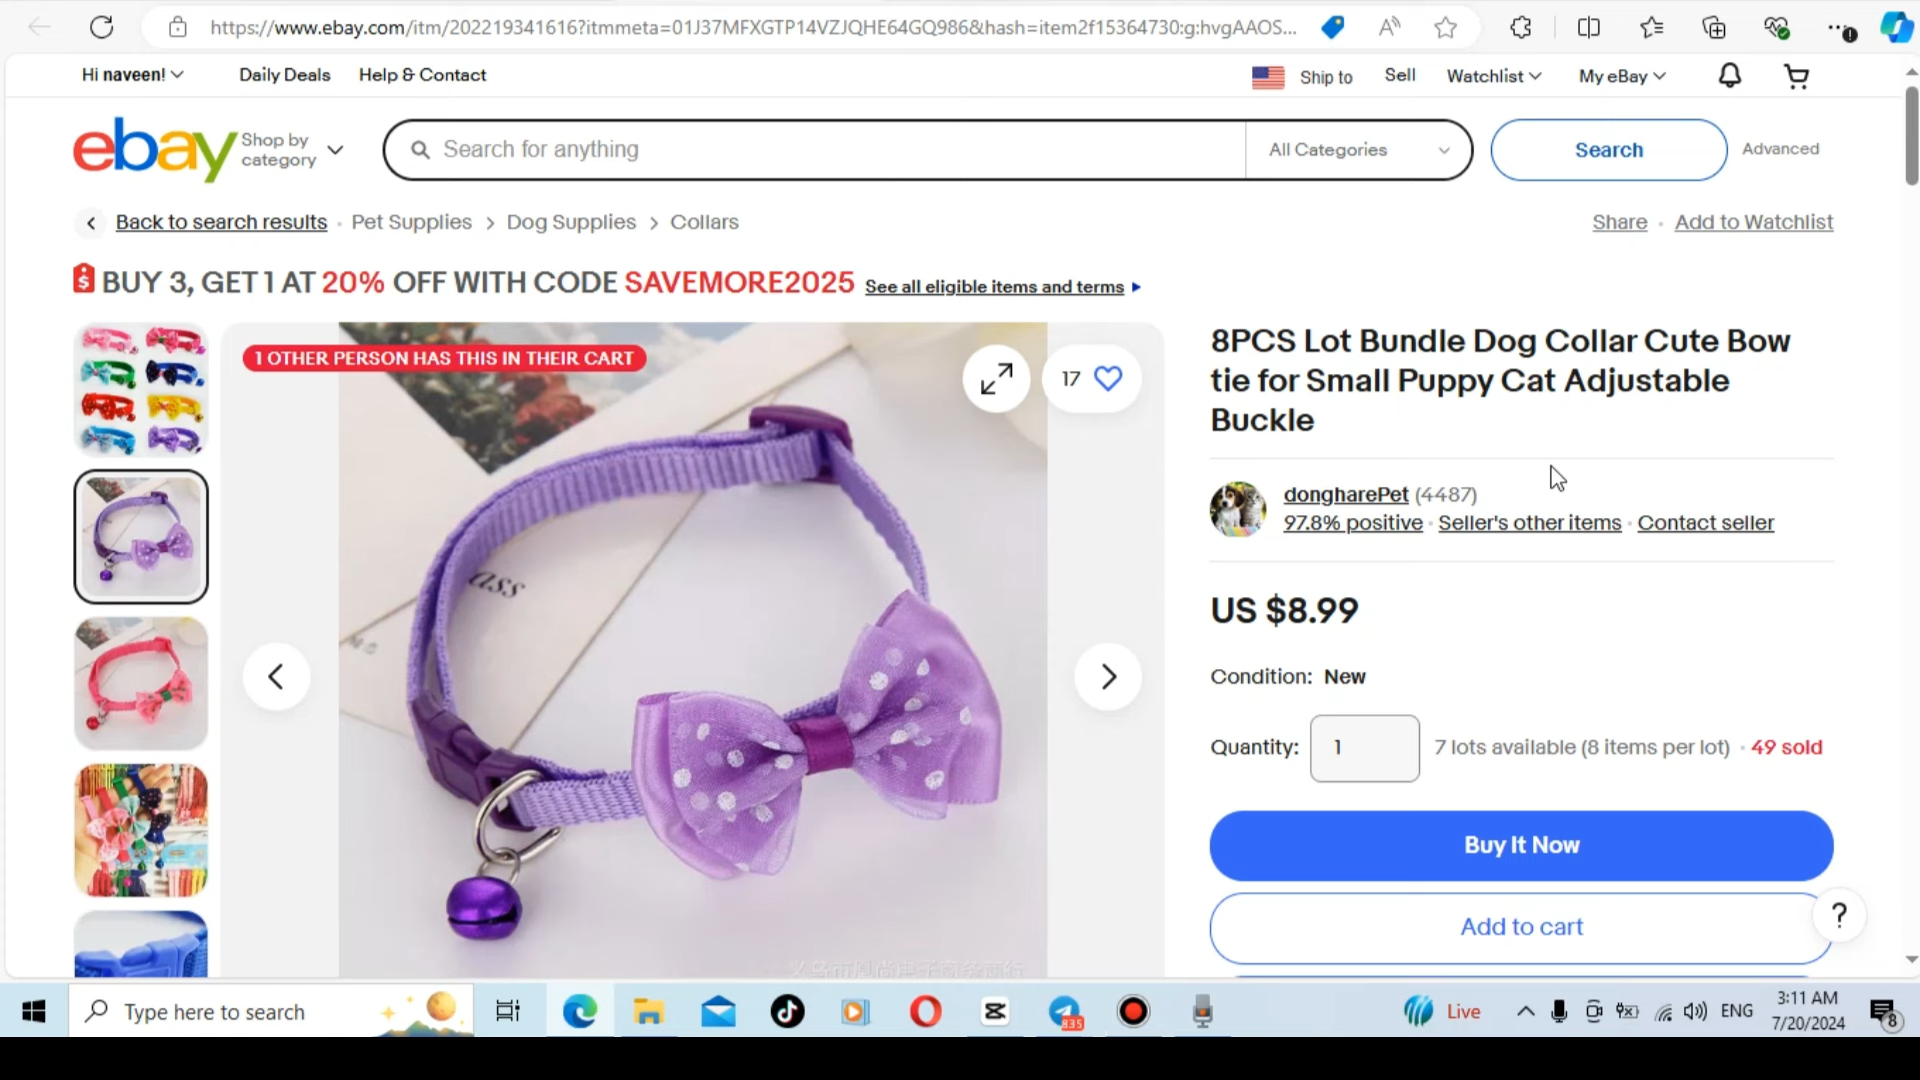 https://www.ebay.com/itm/202219341616?itmmeta=01J37MFXGTP14VZJQHE64GQ986&hash=item2f15364730:g:hvgAAOS...
Hi naveen!
Daily Deals
Help & Contact
Ship to
Sell
Watchlist
My eBay
ebay
Shop by
category
Search for anything
All Categories
Search
Advanced
Back to search results
Pet Supplies > Dog Supplies > Collars
Share
Add to Watchlist
BUY 3, GET 1 AT 20% OFF WITH CODE SAVEMORE2025
See all eligible items and terms
1 OTHER PERSON HAS THIS IN THEIR CART
17
ass
8PCS Lot Bundle Dog Collar Cute Bow
tie for Small Puppy Cat Adjustable
Buckle
dongharePet (4487)
97.8% positive · Seller's other items · Contact seller
US $8.99
Condition: New
Quantity: 1
7 lots available (8 items per lot) · 49 sold
Buy It Now
Add to cart
?
Type here to search
835
Live
ENG
3:11 AM
7/20/2024
8